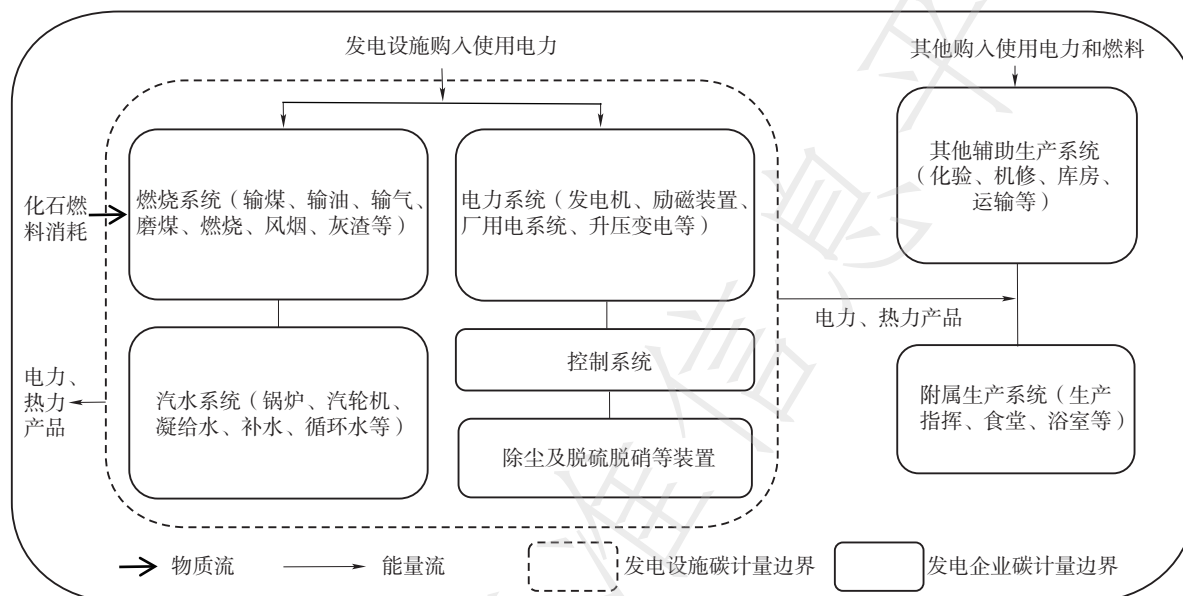 发电设施购入使用电力
其他购入使用电力和燃料
化石燃
料消耗
燃烧系统（输煤、输油、输气、
磨煤、燃烧、风烟、灰渣等）
电力系统（发电机、励磁装置、
厂用电系统、升压变电等）
其他辅助生产系统
（化验、机修、库房、
运输等）
电力、热力产品
电力、
热力
产品
汽水系统（锅炉、汽轮机、
凝给水、补水、循环水等）
控制系统
除尘及脱硫脱硝等装置
附属生产系统（生产
指挥、食堂、浴室等）
物质流
能量流
发电设施碳计量边界
发电企业碳计量边界